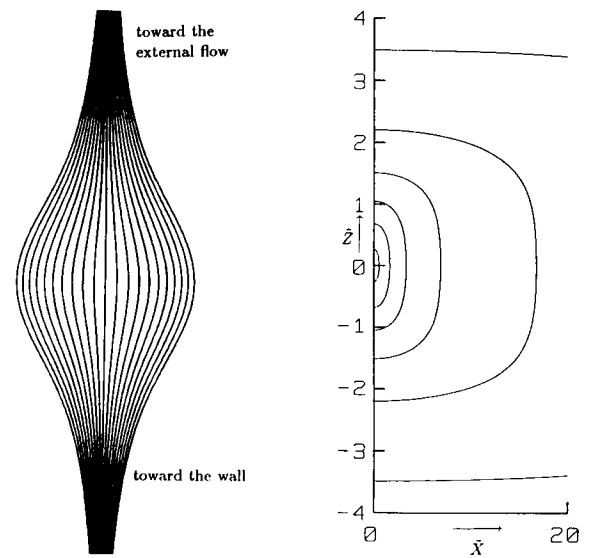 toward the
external flow
toward the wall
4
3
2
1
Z̃
0
-1
-2
-3
-4
0
20
X̃